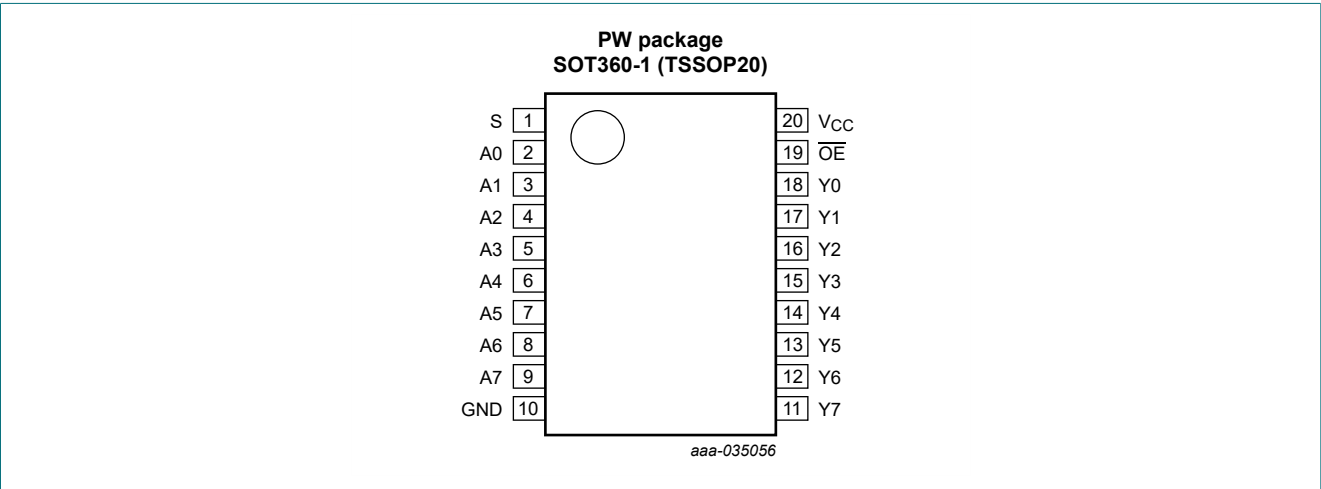 PW package
SOT360-1 (TSSOP20)
S 1 20 VCC
A0 2 19 O̅E̅
A1 3 18 Y0
A2 4 17 Y1
A3 5 16 Y2
A4 6 15 Y3
A5 7 14 Y4
A6 8 13 Y5
A7 9 12 Y6
GND 10 11 Y7
aaa-035056